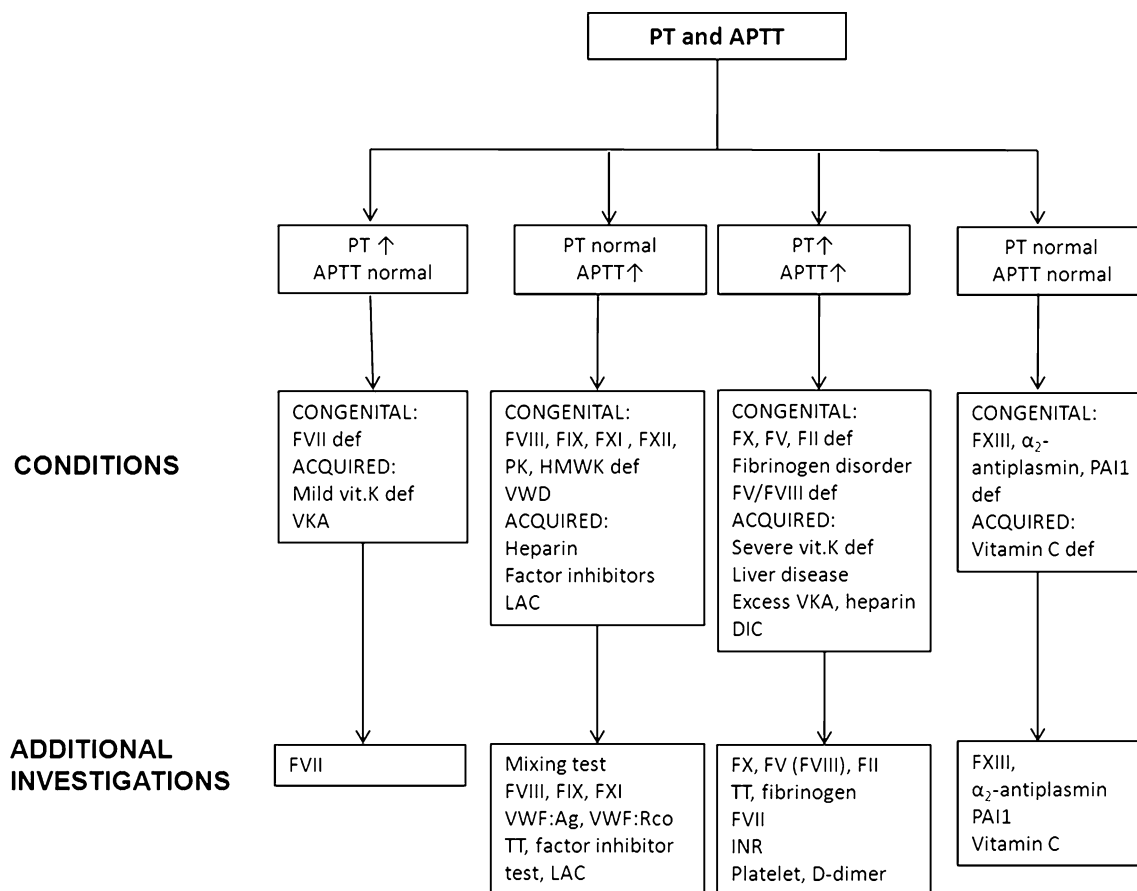 PT and APTT
PT ↑
APTT normal
PT normal
APTT↑
PT↑
APTT↑
PT normal
APTT normal
CONDITIONS
CONGENITAL:
FVII def
ACQUIRED:
Mild vit.K def
VKA
CONGENITAL:
FVIII, FIX, FXI , FXII,
PK, HMWK def
VWD
ACQUIRED:
Heparin
Factor inhibitors
LAC
CONGENITAL:
FX, FV, FII def
Fibrinogen disorder
FV/FVIII def
ACQUIRED:
Severe vit.K def
Liver disease
Excess VKA, heparin
DIC
CONGENITAL:
FXIII, α₂-
antiplasmin, PAI1
def
ACQUIRED:
Vitamin C def
ADDITIONAL
INVESTIGATIONS
FVII
Mixing test
FVIII, FIX, FXI
VWF:Ag, VWF:Rco
TT, factor inhibitor
test, LAC
FX, FV (FVIII), FII
TT, fibrinogen
FVII
INR
Platelet, D-dimer
FXIII,
α₂-antiplasmin
PAI1
Vitamin C